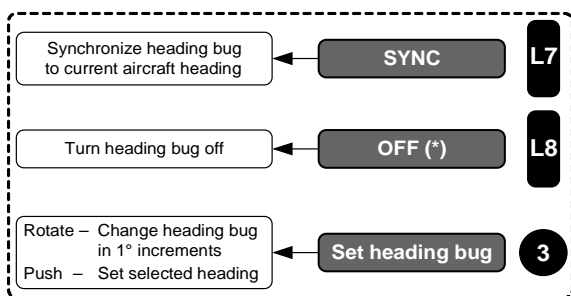 Synchronize heading bug
to current aircraft heading
SYNC
L7
Turn heading bug off
OFF (*)
L8
Rotate – Change heading bug
in 1° increments
Push – Set selected heading
Set heading bug
3